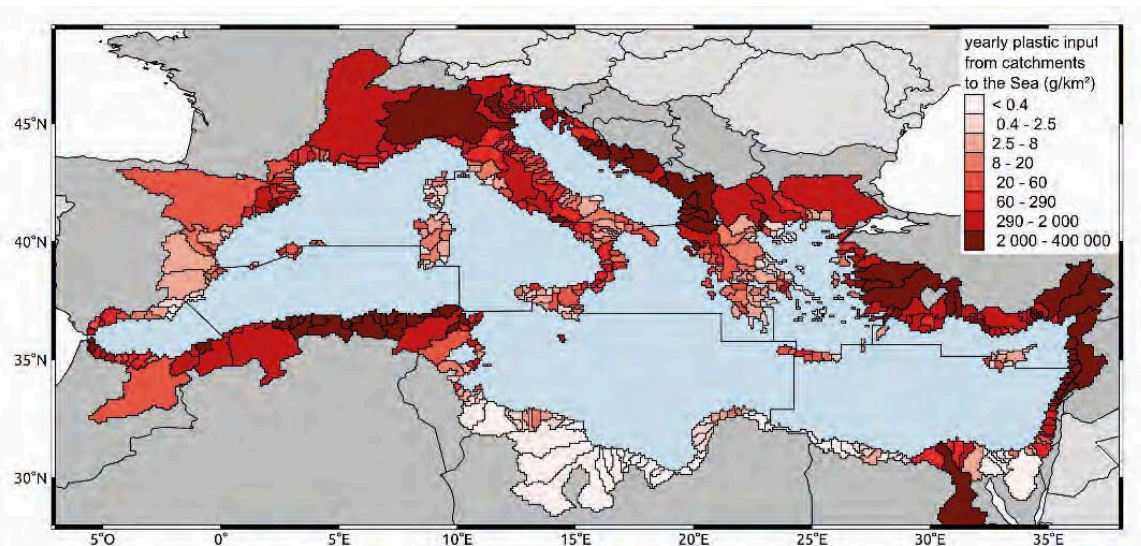 yearly plastic input
from catchments
to the Sea (g/km²)
< 0.4
0.4 - 2.5
2.5 - 8
8 - 20
20 - 60
60 - 290
290 - 2 000
2 000 - 400 000
45°N
40°N
35°N
30°N
5°O 0° 5°E 10°E 15°E 20°E 25°E 30°E 35°E